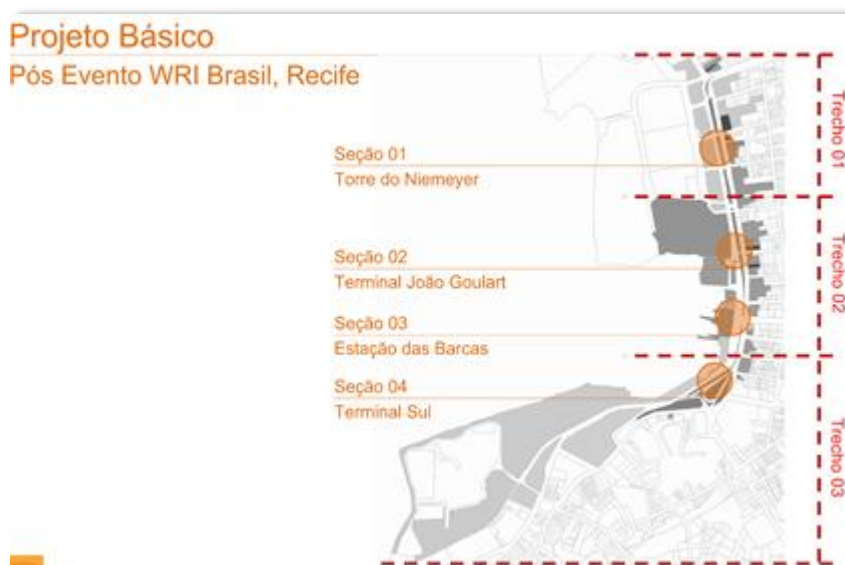 Projeto Básico
Pós Evento WRI Brasil, Recife
Seção 01
Torre do Niemeyer
Seção 02
Terminal João Goulart
Seção 03
Estação das Barcas
Seção 04
Terminal Sul
Trecho 01
Trecho 02
Trecho 03